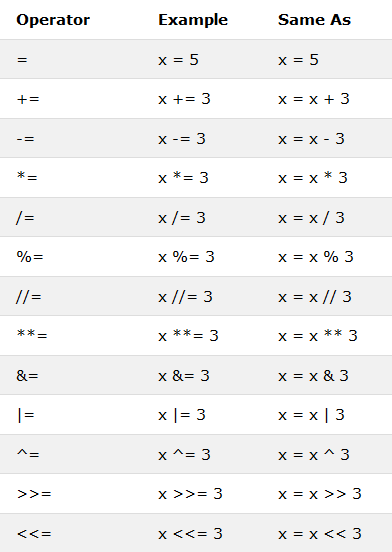 Operator Example Same As
= x = 5 x = 5
+= x += 3 x = x + 3
-= x -= 3 x = x - 3
*= x *= 3 x = x * 3
/= x /= 3 x = x / 3
%= x %= 3 x = x % 3
//= x //= 3 x = x // 3
**= x **= 3 x = x ** 3
&= x &= 3 x = x & 3
|= x |= 3 x = x | 3
^= x ^= 3 x = x ^ 3
>>= x >>= 3 x = x >> 3
<<= x <<= 3 x = x << 3